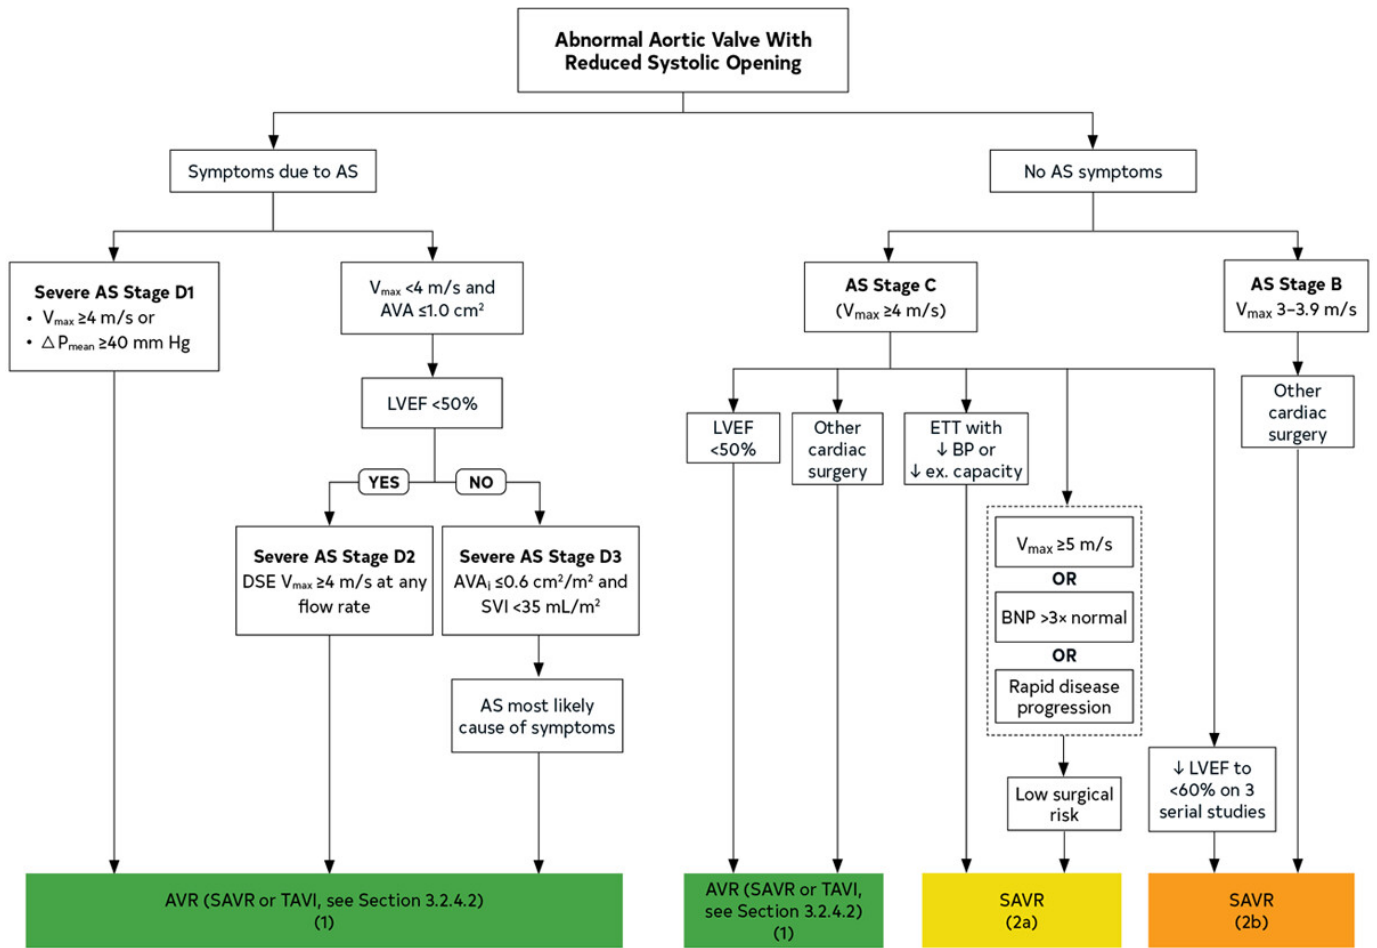 Abnormal Aortic Valve With
Reduced Systolic Opening
Symptoms due to AS
No AS symptoms
Severe AS Stage D1
• Vmax ≥4 m/s or
• △ Pmean ≥40 mm Hg
Vmax <4 m/s and
AVA ≤1.0 cm²
AS Stage C
(Vmax ≥4 m/s)
AS Stage B
Vmax 3–3.9 m/s
LVEF <50%
YES
NO
Severe AS Stage D2
DSE Vmax ≥4 m/s at any
flow rate
Severe AS Stage D3
AVAi ≤0.6 cm²/m² and
SVI <35 mL/m²
AS most likely
cause of symptoms
LVEF
<50%
Other
cardiac
surgery
ETT with
↓ BP or
↓ ex. capacity
Vmax ≥5 m/s
OR
BNP >3× normal
OR
Rapid disease
progression
Low surgical
risk
↓ LVEF to
<60% on 3
serial studies
Other
cardiac
surgery
AVR (SAVR or TAVI, see Section 3.2.4.2)
(1)
AVR (SAVR or TAVI,
see Section 3.2.4.2)
(1)
SAVR
(2a)
SAVR
(2b)